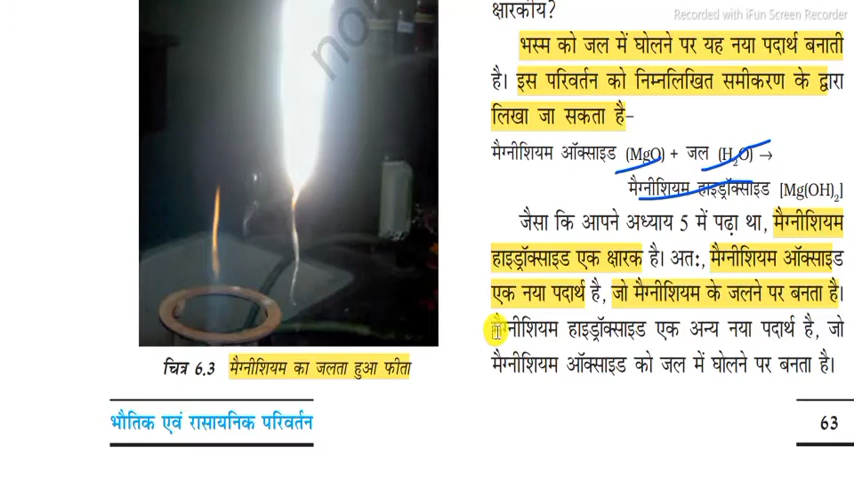 Recorded with iFun Screen Recorder
no
क्षारकीय?
भस्म को जल में घोलने पर यह नया पदार्थ बनाती
है। इस परिवर्तन को निम्नलिखित समीकरण के द्वारा
लिखा जा सकता है–
मैग्नीशियम ऑक्साइड (MgO) + जल (H₂O) →
मैग्नीशियम हाइड्रॉक्साइड [Mg(OH)₂]
जैसा कि आपने अध्याय 5 में पढ़ा था, मैग्नीशियम
हाइड्रॉक्साइड एक क्षारक है। अतः, मैग्नीशियम ऑक्साइड
एक नया पदार्थ है, जो मैग्नीशियम के जलने पर बनता है।
मैग्नीशियम हाइड्रॉक्साइड एक अन्य नया पदार्थ है, जो
मैग्नीशियम ऑक्साइड को जल में घोलने पर बनता है।
चित्र 6.3 मैग्नीशियम का जलता हुआ फीता
भौतिक एवं रासायनिक परिवर्तन
63